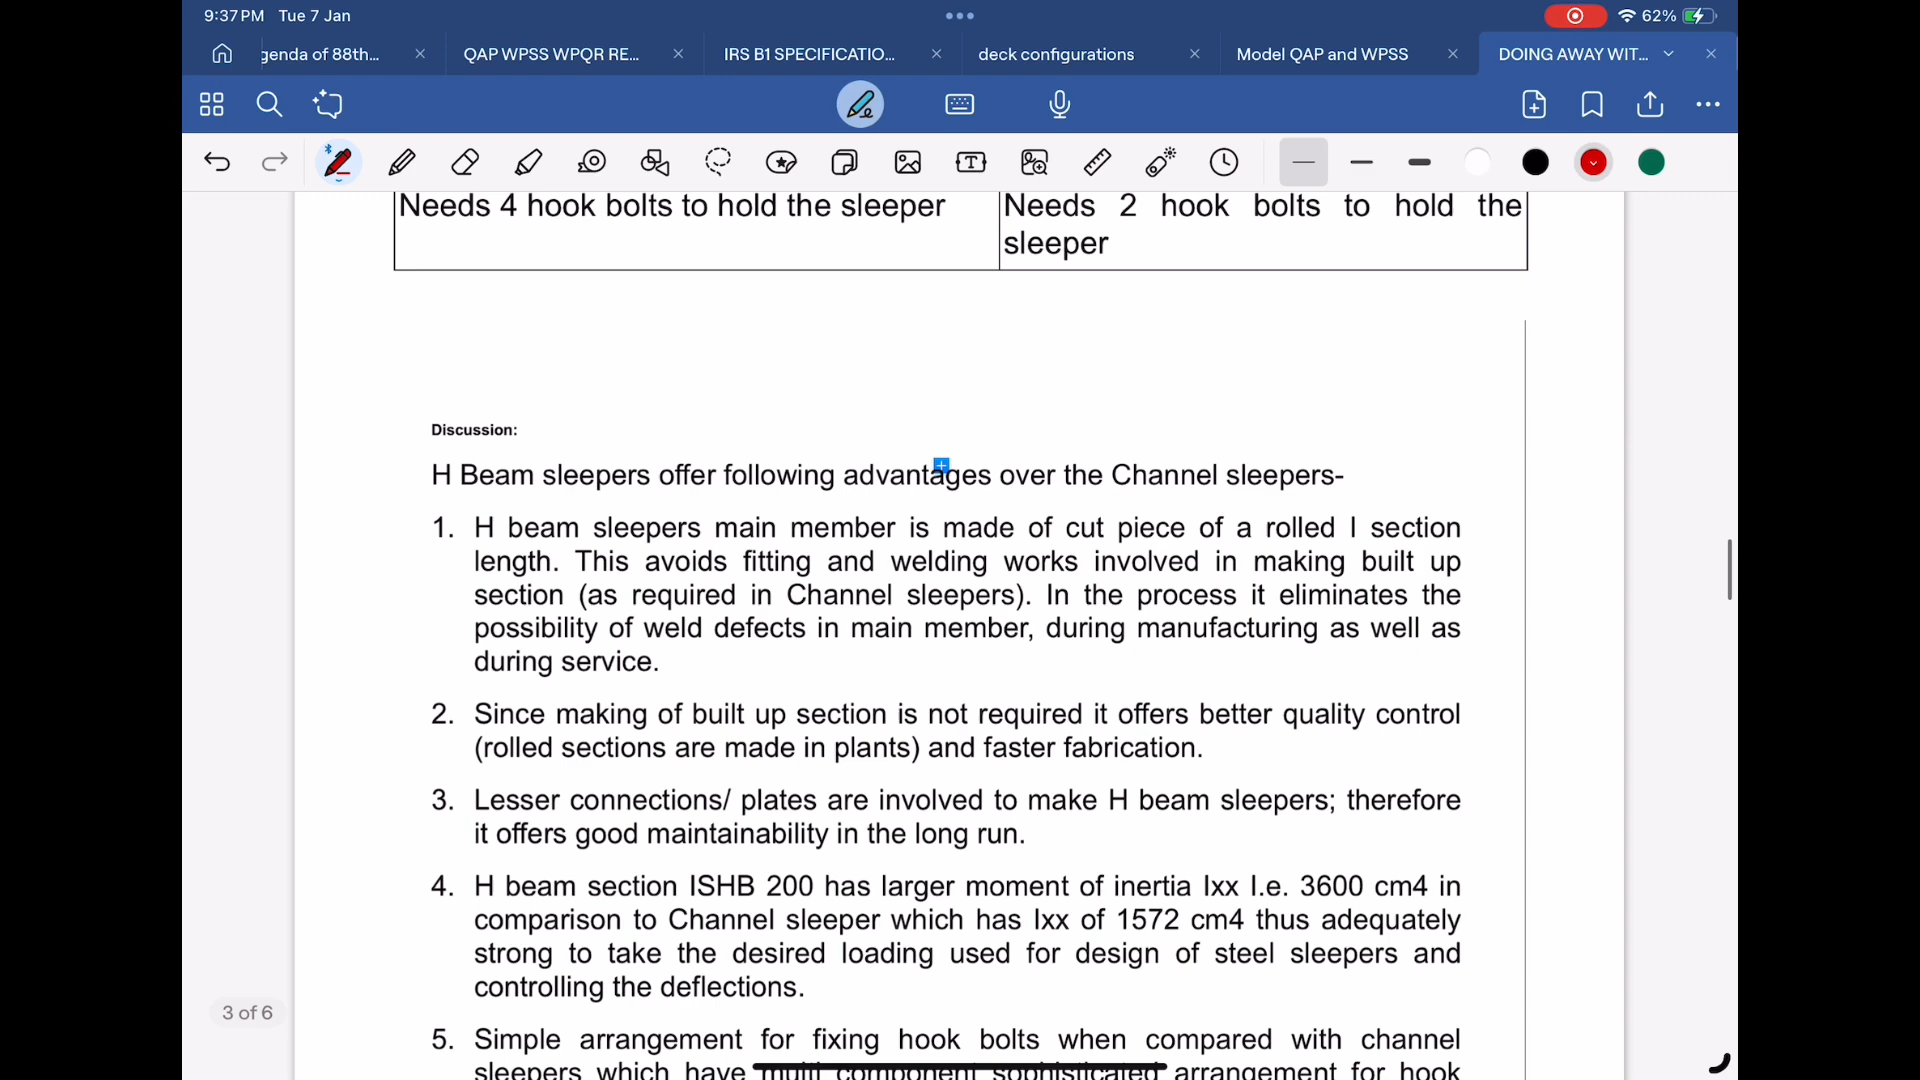 9:37 PM Tue 7 Jan
62%
genda of 88th...
QAP WPSS WPQR RE...
IRS B1 SPECIFICATIO...
deck configurations
Model QAP and WPSS
DOING AWAY WIT...
Needs 4 hook bolts to hold the sleeper
Needs 2 hook bolts to hold the
sleeper
Discussion:
H Beam sleepers offer following advantages over the Channel sleepers-
1. H beam sleepers main member is made of cut piece of a rolled I section
length. This avoids fitting and welding works involved in making built up
section (as required in Channel sleepers). In the process it eliminates the
possibility of weld defects in main member, during manufacturing as well as
during service.
2. Since making of built up section is not required it offers better quality control
(rolled sections are made in plants) and faster fabrication.
3. Lesser connections/ plates are involved to make H beam sleepers; therefore
it offers good maintainability in the long run.
4. H beam section ISHB 200 has larger moment of inertia Ixx I.e. 3600 cm4 in
comparison to Channel sleeper which has Ixx of 1572 cm4 thus adequately
strong to take the desired loading used for design of steel sleepers and
controlling the deflections.
3 of 6
5. Simple arrangement for fixing hook bolts when compared with channel
sleepers which have multi component sophisticated arrangement for hook